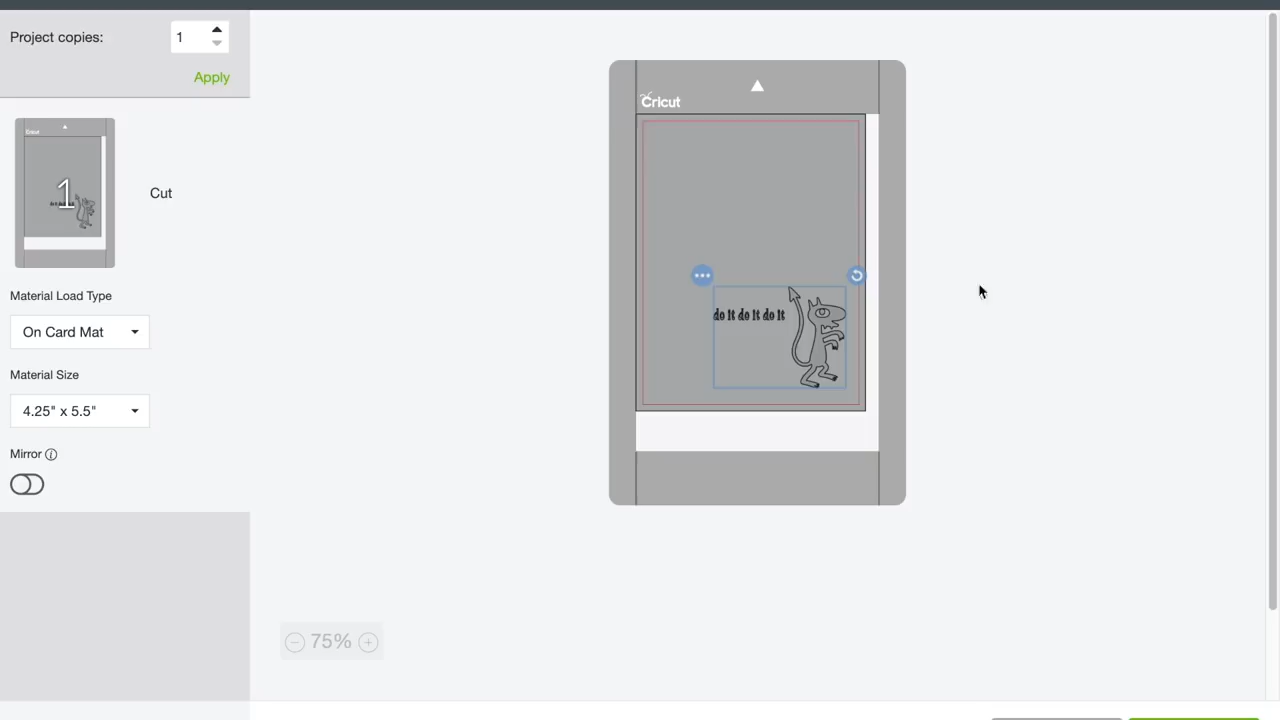 Project copies:
1
Apply
Cricut
1
Cut
Material Load Type
On Card Mat
Material Size
4.25" x 5.5"
Mirror
Cricut
do it do it do it
75%